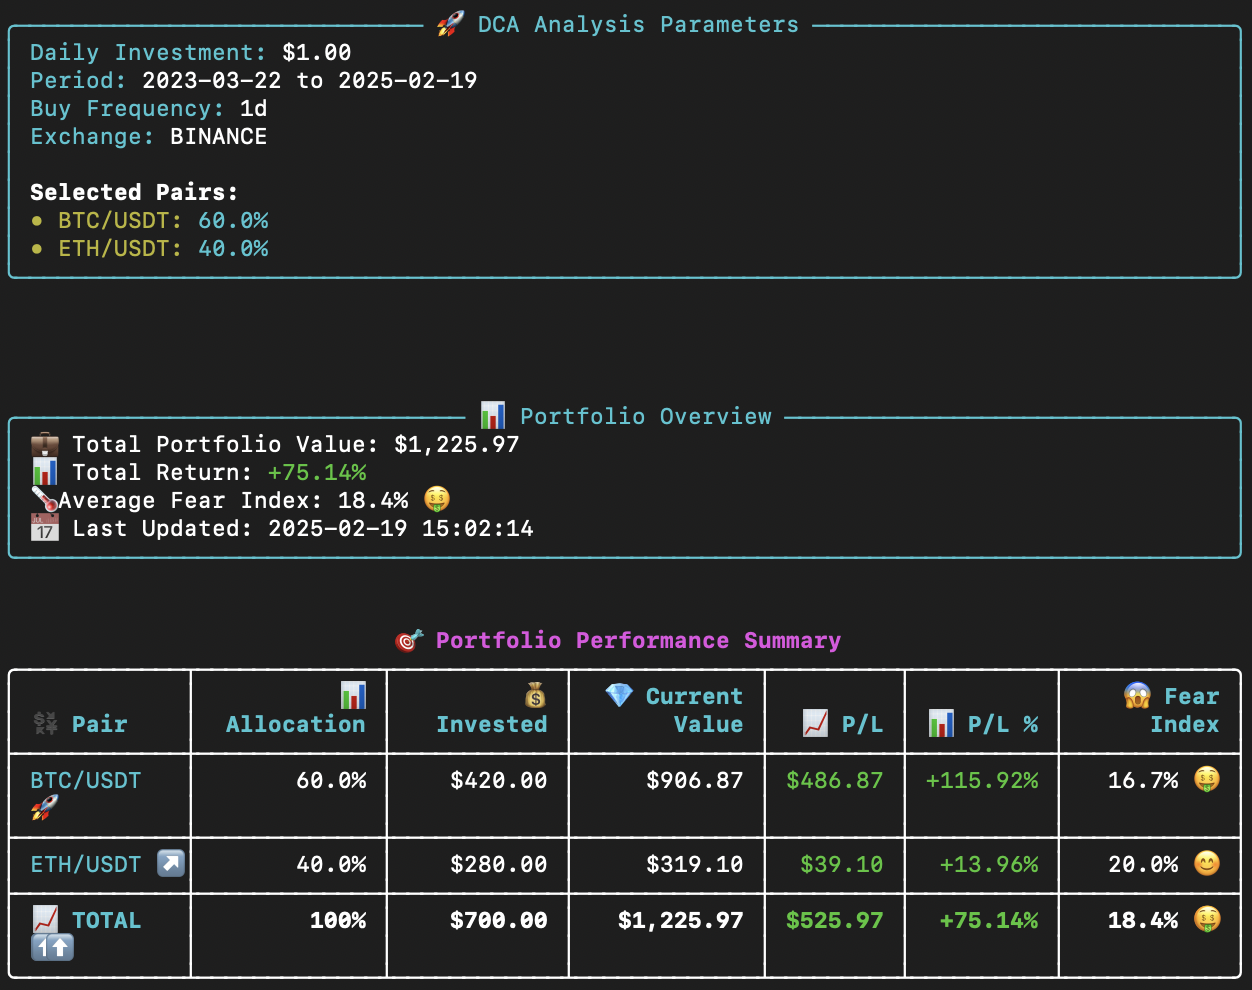 🚀 DCA Analysis Parameters
Daily Investment: $1.00
Period: 2023-03-22 to 2025-02-19
Buy Frequency: 1d
Exchange: BINANCE
Selected Pairs:
• BTC/USDT: 60.0%
• ETH/USDT: 40.0%
📊 Portfolio Overview
💼 Total Portfolio Value: $1,225.97
📊 Total Return: +75.14%
🌡️Average Fear Index: 18.4% 🤑
📅 Last Updated: 2025-02-19 15:02:14
🎯 Portfolio Performance Summary
💱 Pair 📊 Allocation 💰 Invested 💎 Current Value 📈 P/L 📊 P/L % 😱 Fear Index
BTC/USDT 🚀 60.0% $420.00 $906.87 $486.87 +115.92% 16.7% 🤑
ETH/USDT ↗️ 40.0% $280.00 $319.10 $39.10 +13.96% 20.0% 😊
📈 TOTAL ⬆️⬆️ 100% $700.00 $1,225.97 $525.97 +75.14% 18.4% 🤑